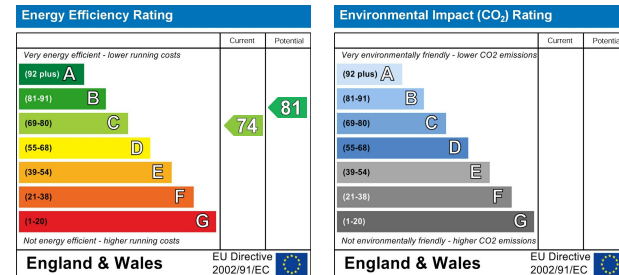 Energy Efficiency Rating
Current Potential
Very energy efficient - lower running costs
(92 plus) A
(81-91) B
(69-80) C
(55-68) D
(39-54) E
(21-38) F
(1-20) G
74
81
Not energy efficient - higher running costs
England & Wales
EU Directive
2002/91/EC
Environmental Impact (CO₂) Rating
Current Potentia
Very environmentally friendly - lower CO2 emissions
(92 plus) A
(81-91) B
(69-80) C
(55-68) D
(39-54) E
(21-38) F
(1-20) G
Not environmentally friendly - higher CO2 emissions
England & Wales
EU Directive
2002/91/EC